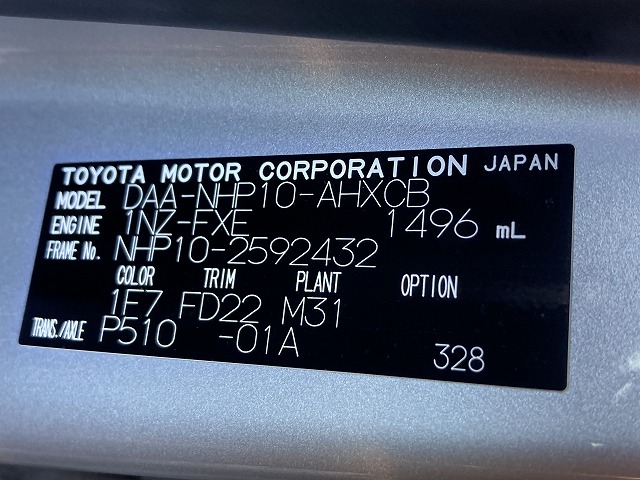 TOYOTA MOTOR CORPORATION JAPAN
MODEL DAA-NHP10-AHXCB
ENGINE 1NZ-FXE 1496 mL
FRAME No. NHP10-2592432
COLOR TRIM PLANT OPTION
1E7 FD22 M31
TRANS./AXLE P510 -01A
328